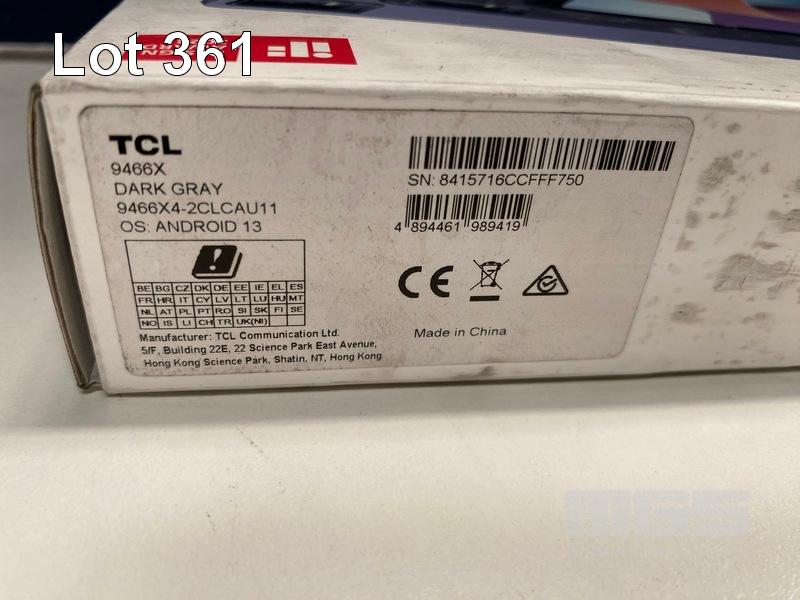 Lot 361
TCL
9466X
DARK GRAY
9466X4-2CLCAU11
OS: ANDROID 13
SN: 8415716CCFFF750
4 894461 989419
BE BG CZ DK DE EE IE EL ES
FR HR IT CY LV LT LU HU MT
NL AT PL PT RO SI SK FI SE
NO IS LI CH TR UK(NI)
Manufacturer: TCL Communication Ltd.
5/F, Building 22E, 22 Science Park East Avenue,
Hong Kong Science Park, Shatin, NT, Hong Kong
CE
Made in China
MGS